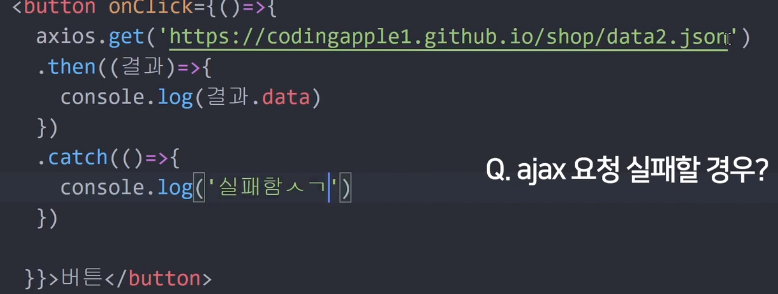 <button onClick={()=>{
axios.get('https://codingapple1.github.io/shop/data2.json')
.then((결과)=>{
console.log(결과.data)
})
.catch(()=>{
console.log('실패함ㅅㄱ')
})
Q. ajax 요청 실패할 경우?
}}>버튼</button>